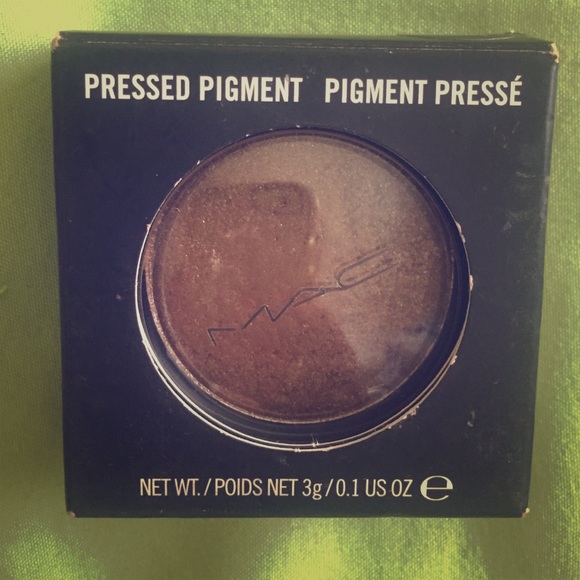 PRESSED PIGMENT PIGMENT PRESSÉ
MAC
NET WT./POIDS NET 3g/0.1 US OZ ℮